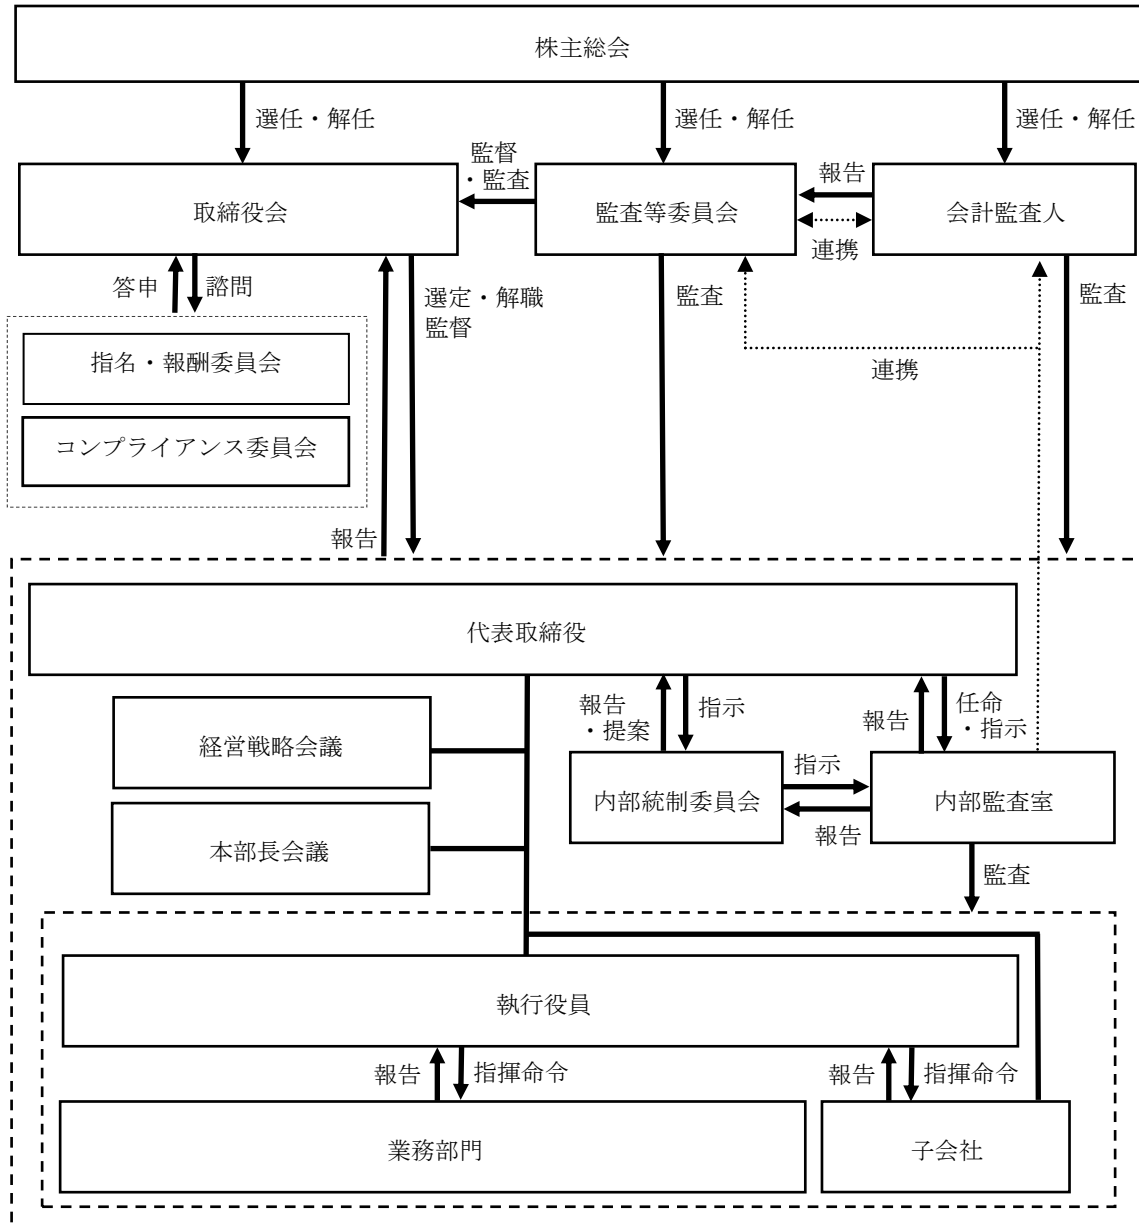 株主総会
選任・解任
選任・解任
選任・解任
取締役会
監督
・監査
監査等委員会
報告
連携
会計監査人
答申
諮問
選定・解職
監督
監査
連携
監査
指名・報酬委員会
コンプライアンス委員会
報告
代表取締役
経営戦略会議
報告
・提案
指示
報告
任命
・指示
内部統制委員会
指示
報告
内部監査室
本部長会議
監査
執行役員
報告
指揮命令
報告
指揮命令
業務部門
子会社